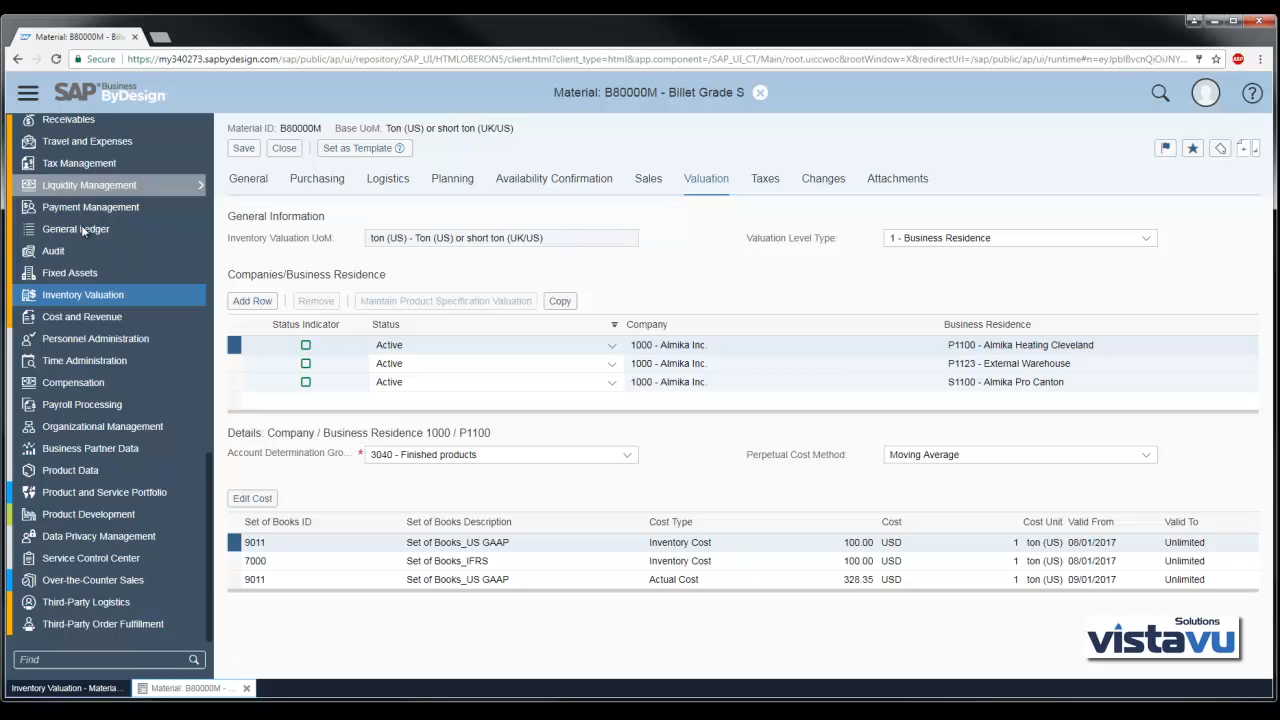 Material: B80000M - Bille
Secure https://my340273.sapbydesign.com/sap/public/ap/ui/repository/SAP_UI/HTMLOBERON5/client.html?client_type=html&app.component=/SAP_UI_CT/Main/root.uiccwoc&rootWindow=X&redirectUrl=/sap/public/ap/ui/runtime#n=
SAP Business ByDesign
Material: B80000M - Billet Grade S
Receivables
Travel and Expenses
Tax Management
Liquidity Management
Payment Management
General Ledger
Audit
Fixed Assets
Inventory Valuation
Cost and Revenue
Personnel Administration
Time Administration
Compensation
Payroll Processing
Organizational Management
Business Partner Data
Product Data
Product and Service Portfolio
Product Development
Data Privacy Management
Service Control Center
Over-the-Counter Sales
Third-Party Logistics
Third-Party Order Fulfillment
Find
Material ID: B80000M Base UoM: Ton (US) or short ton (UK/US)
Save Close Set as Template
General Purchasing Logistics Planning Availability Confirmation Sales Valuation Taxes Changes Attachments
General Information
Inventory Valuation UoM: ton (US) - Ton (US) or short ton (UK/US) Valuation Level Type: 1 - Business Residence
Companies/Business Residence
Add Row Remove Maintain Product Specification Valuation Copy
Status Indicator Status Company Business Residence
Active 1000 - Almika Inc. P1100 - Almika Heating Cleveland
Active 1000 - Almika Inc. P1123 - External Warehouse
Active 1000 - Almika Inc. S1100 - Almika Pro Canton
Details: Company / Business Residence 1000 / P1100
Account Determination Gro... * 3040 - Finished products Perpetual Cost Method: Moving Average
Edit Cost
Set of Books ID Set of Books Description Cost Type Cost Cost Unit Valid From Valid To
9011 Set of Books_US GAAP Inventory Cost 100.00 USD 1 ton (US) 08/01/2017 Unlimited
7000 Set of Books_IFRS Inventory Cost 100.00 USD 1 ton (US) 08/01/2017 Unlimited
9011 Set of Books_US GAAP Actual Cost 328.35 USD 1 ton (US) 09/01/2017 Unlimited
Solutions
vistavu
Inventory Valuation - Materia... Material: B80000M - ...